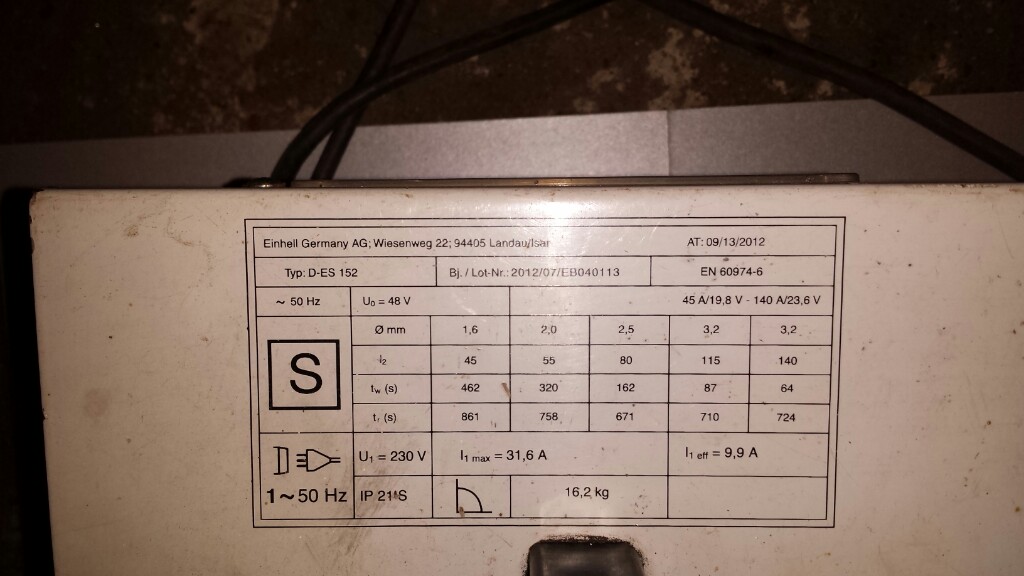 Einhell Germany AG; Wiesenweg 22; 94405 Landau/Isar AT: 09/13/2012
Typ: D-ES 152 Bj. / Lot-Nr.: 2012/07/EB040113 EN 60974-6
~ 50 Hz U0 = 48 V 45 A/19,8 V - 140 A/23,6 V
Ø mm 1,6 2,0 2,5 3,2 3,2
I2 45 55 80 115 140
S
tw (s) 462 320 162 87 64
tr (s) 861 758 671 710 724
U1 = 230 V I1 max = 31,6 A I1 eff = 9,9 A
1~50 Hz IP 21 S 16,2 kg